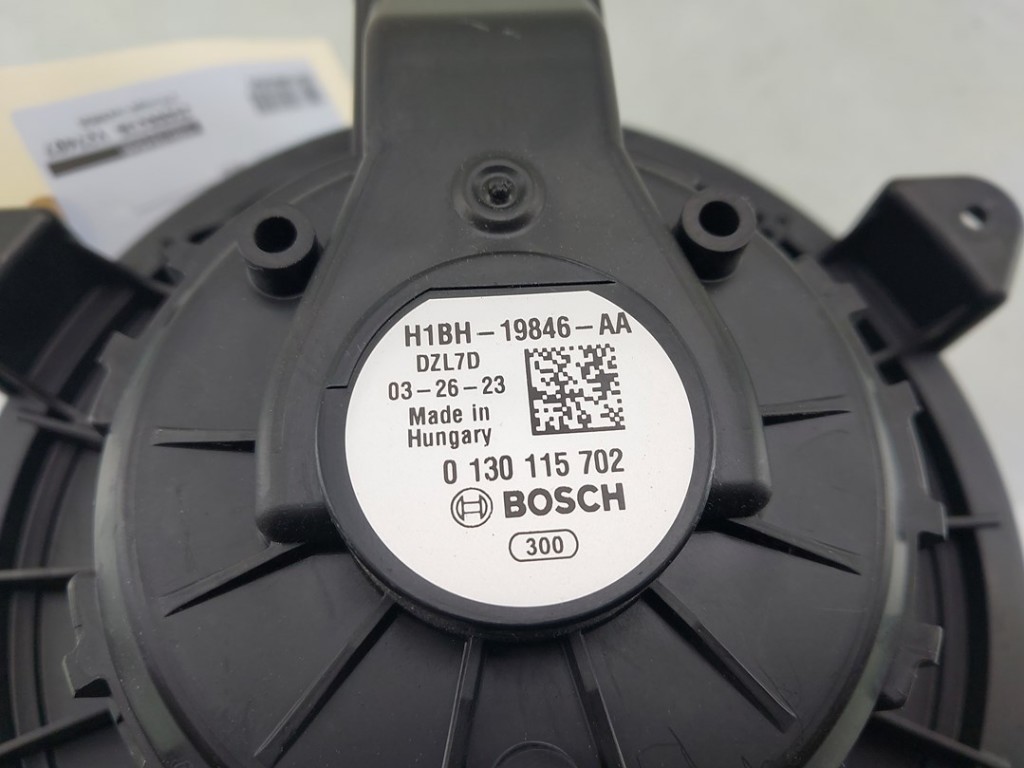 H1BH-19846-AA
DZL7D
03-26-23
Made in
Hungary
0 130 115 702
BOSCH
300